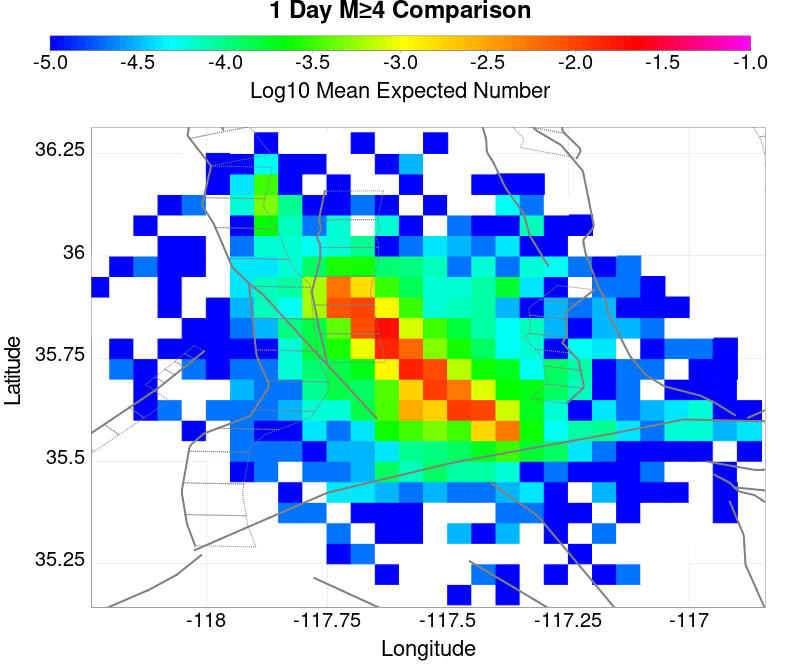 1 Day M≥4 Comparison
-5.0 -4.5 -4.0 -3.5 -3.0 -2.5 -2.0 -1.5 -1.0
Log10 Mean Expected Number
36.25
36
35.75
35.5
35.25
Latitude
-118 -117.75 -117.5 -117.25 -117
Longitude